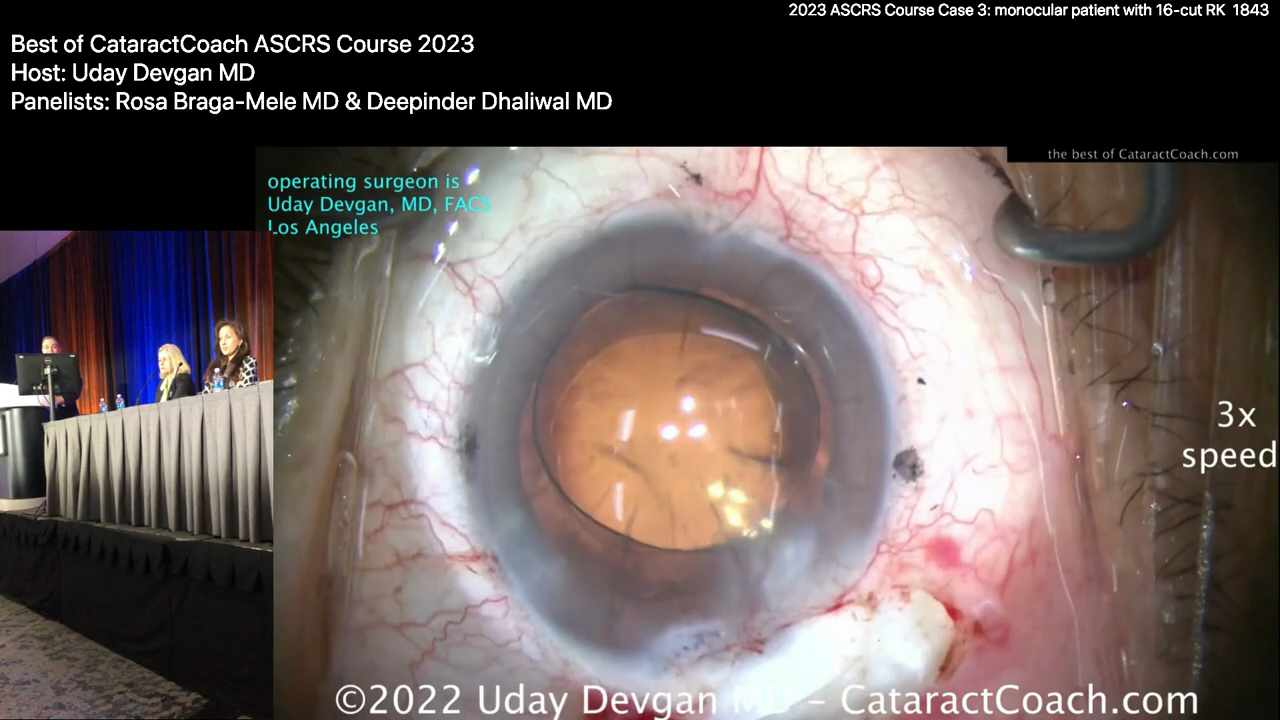 2023 ASCRS Course Case 3: monocular patient with 16-cut RK 1843
Best of CataractCoach ASCRS Course 2023
Host: Uday Devgan MD
Panelists: Rosa Braga-Mele MD & Deepinder Dhaliwal MD
the best of CataractCoach.com
operating surgeon is
Uday Devgan, MD, FACS
Los Angeles
3x
speed
©2022 Uday Devgan MD - CataractCoach.com